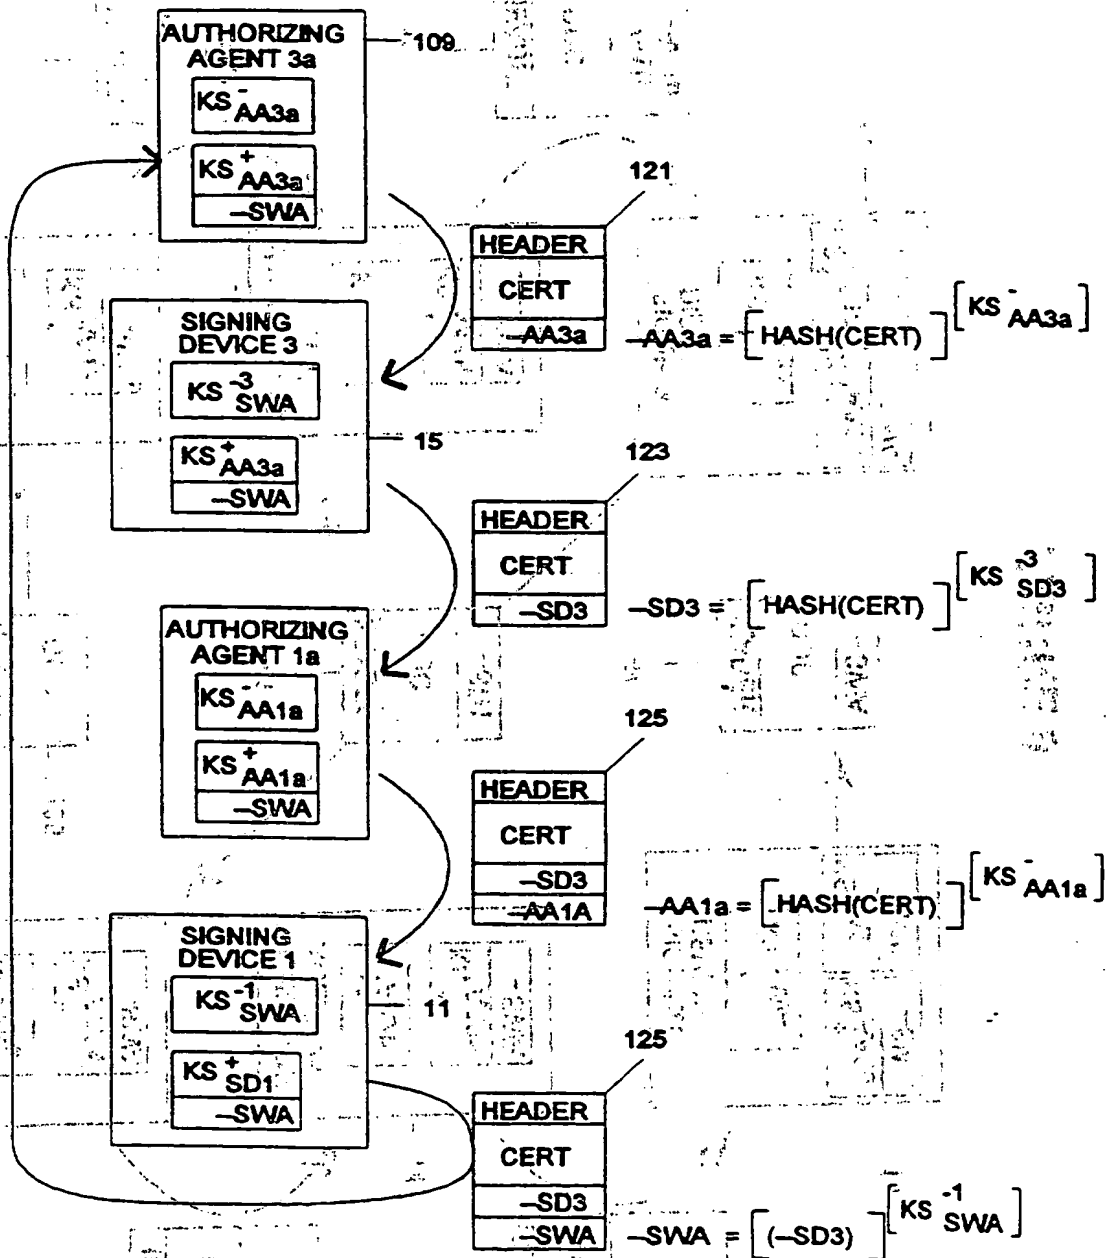 AUTHORIZING
AGENT 3a
109
KS - AA3a
KS + AA3a
–SWA
121
HEADER
CERT
–AA3a
–AA3a = [HASH(CERT)] [KS - AA3a]
SIGNING
DEVICE 3
KS -3 SWA
15
KS + AA3a
–SWA
123
HEADER
CERT
–SD3
–SD3 = [HASH(CERT)] [KS -3 SD3]
AUTHORIZING
AGENT 1a
KS - AA1a
KS + AA1a
–SWA
125
HEADER
CERT
–SD3
–AA1A
–AA1a = [HASH(CERT)] [KS - AA1a]
SIGNING
DEVICE 1
KS -1 SWA
11
KS + SD1
–SWA
125
HEADER
CERT
–SD3
–SWA
–SWA = [(–SD3)] [KS -1 SWA]